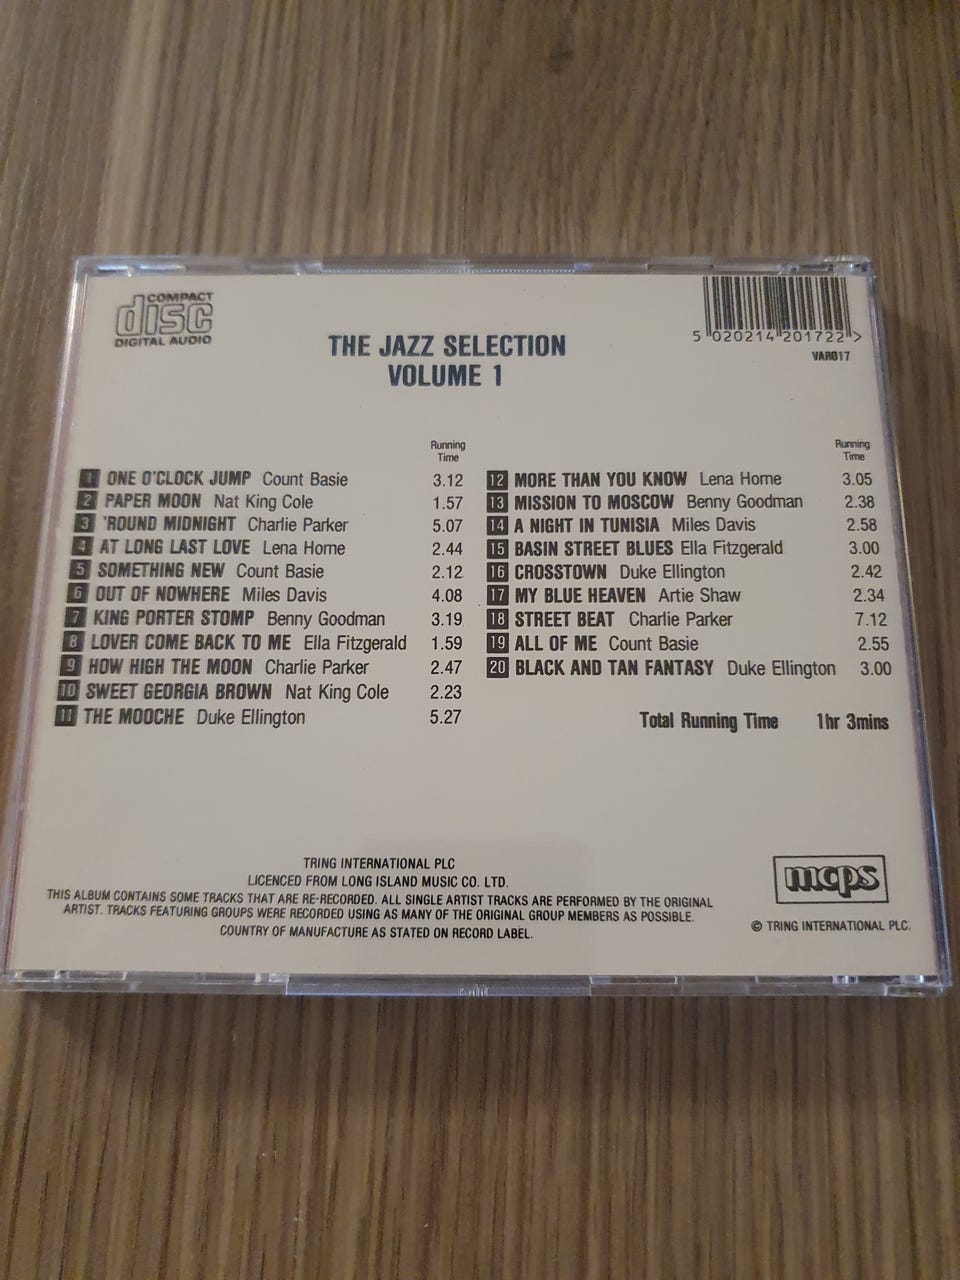 COMPACT
disc
DIGITAL AUDIO
THE JAZZ SELECTION
VOLUME 1
5 020214 201722 >
VAR017
Running
Time
1 ONE O'CLOCK JUMP Count Basie 3.12
2 PAPER MOON Nat King Cole 1.57
3 'ROUND MIDNIGHT Charlie Parker 5.07
4 AT LONG LAST LOVE Lena Horne 2.44
5 SOMETHING NEW Count Basie 2.12
6 OUT OF NOWHERE Miles Davis 4.08
7 KING PORTER STOMP Benny Goodman 3.19
8 LOVER COME BACK TO ME Ella Fitzgerald 1.59
9 HOW HIGH THE MOON Charlie Parker 2.47
10 SWEET GEORGIA BROWN Nat King Cole 2.23
11 THE MOOCHE Duke Ellington 5.27
Running
Time
12 MORE THAN YOU KNOW Lena Horne 3.05
13 MISSION TO MOSCOW Benny Goodman 2.38
14 A NIGHT IN TUNISIA Miles Davis 2.58
15 BASIN STREET BLUES Ella Fitzgerald 3.00
16 CROSSTOWN Duke Ellington 2.42
17 MY BLUE HEAVEN Artie Shaw 2.34
18 STREET BEAT Charlie Parker 7.12
19 ALL OF ME Count Basie 2.55
20 BLACK AND TAN FANTASY Duke Ellington 3.00
Total Running Time 1hr 3mins
TRING INTERNATIONAL PLC
LICENCED FROM LONG ISLAND MUSIC CO. LTD.
THIS ALBUM CONTAINS SOME TRACKS THAT ARE RE-RECORDED. ALL SINGLE ARTIST TRACKS ARE PERFORMED BY THE ORIGINAL
ARTIST. TRACKS FEATURING GROUPS WERE RECORDED USING AS MANY OF THE ORIGINAL GROUP MEMBERS AS POSSIBLE.
COUNTRY OF MANUFACTURE AS STATED ON RECORD LABEL.
mcps
© TRING INTERNATIONAL PLC.